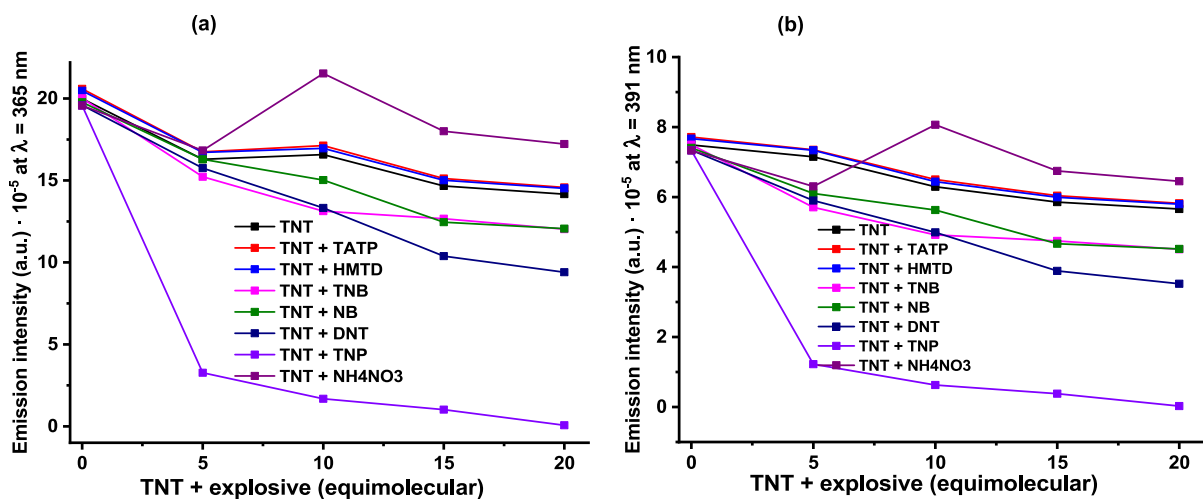 (a)
Emission intensity (a.u.) · 10⁻⁵ at λ = 365 nm
20
15
10
5
0
TNT
TNT + TATP
TNT + HMTD
TNT + TNB
TNT + NB
TNT + DNT
TNT + TNP
TNT + NH4NO3
0 5 10 15 20
TNT + explosive (equimolecular)
(b)
Emission intensity (a.u.) · 10⁻⁵ at λ = 391 nm
10
8
6
4
2
0
TNT
TNT + TATP
TNT + HMTD
TNT + TNB
TNT + NB
TNT + DNT
TNT + TNP
TNT + NH4NO3
0 5 10 15 20
TNT + explosive (equimolecular)